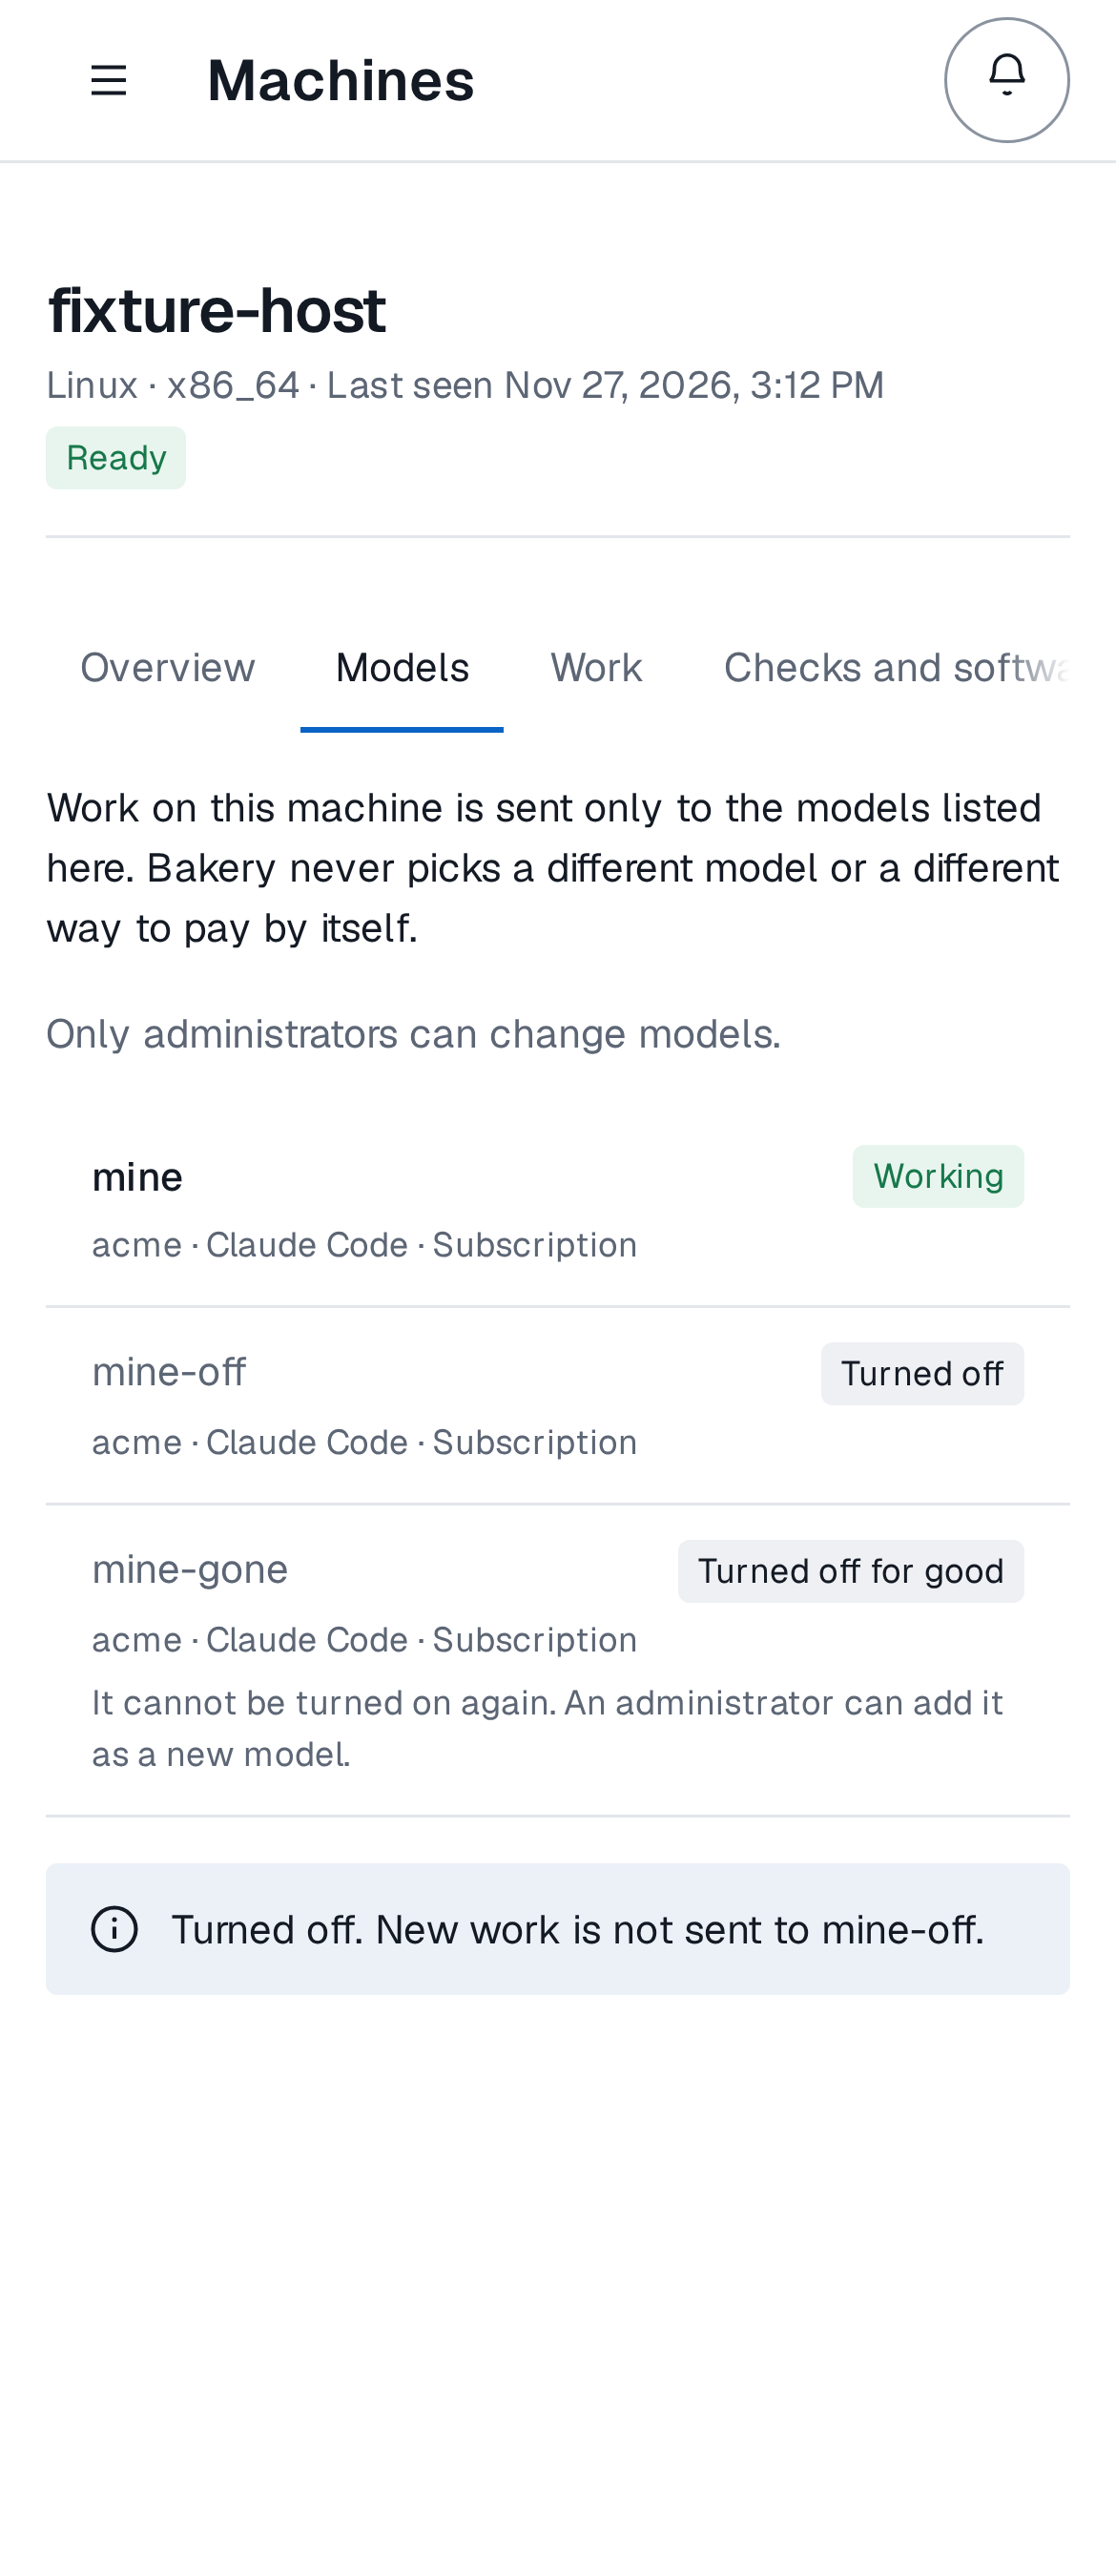 Machines
fixture-host
Linux · x86_64 · Last seen Nov 27, 2026, 3:12 PM
Ready
Overview Models Work Checks and
Work on this machine is sent only to the models listed
here. Bakery never picks a different model or a different
way to pay by itself.
Only administrators can change models.
mine Working
acme · Claude Code · Subscription
mine-off Turned off
acme · Claude Code · Subscription
mine-gone Turned off for good
acme · Claude Code · Subscription
It cannot be turned on again. An administrator can add it
as a new model.
Turned off. New work is not sent to mine-off.